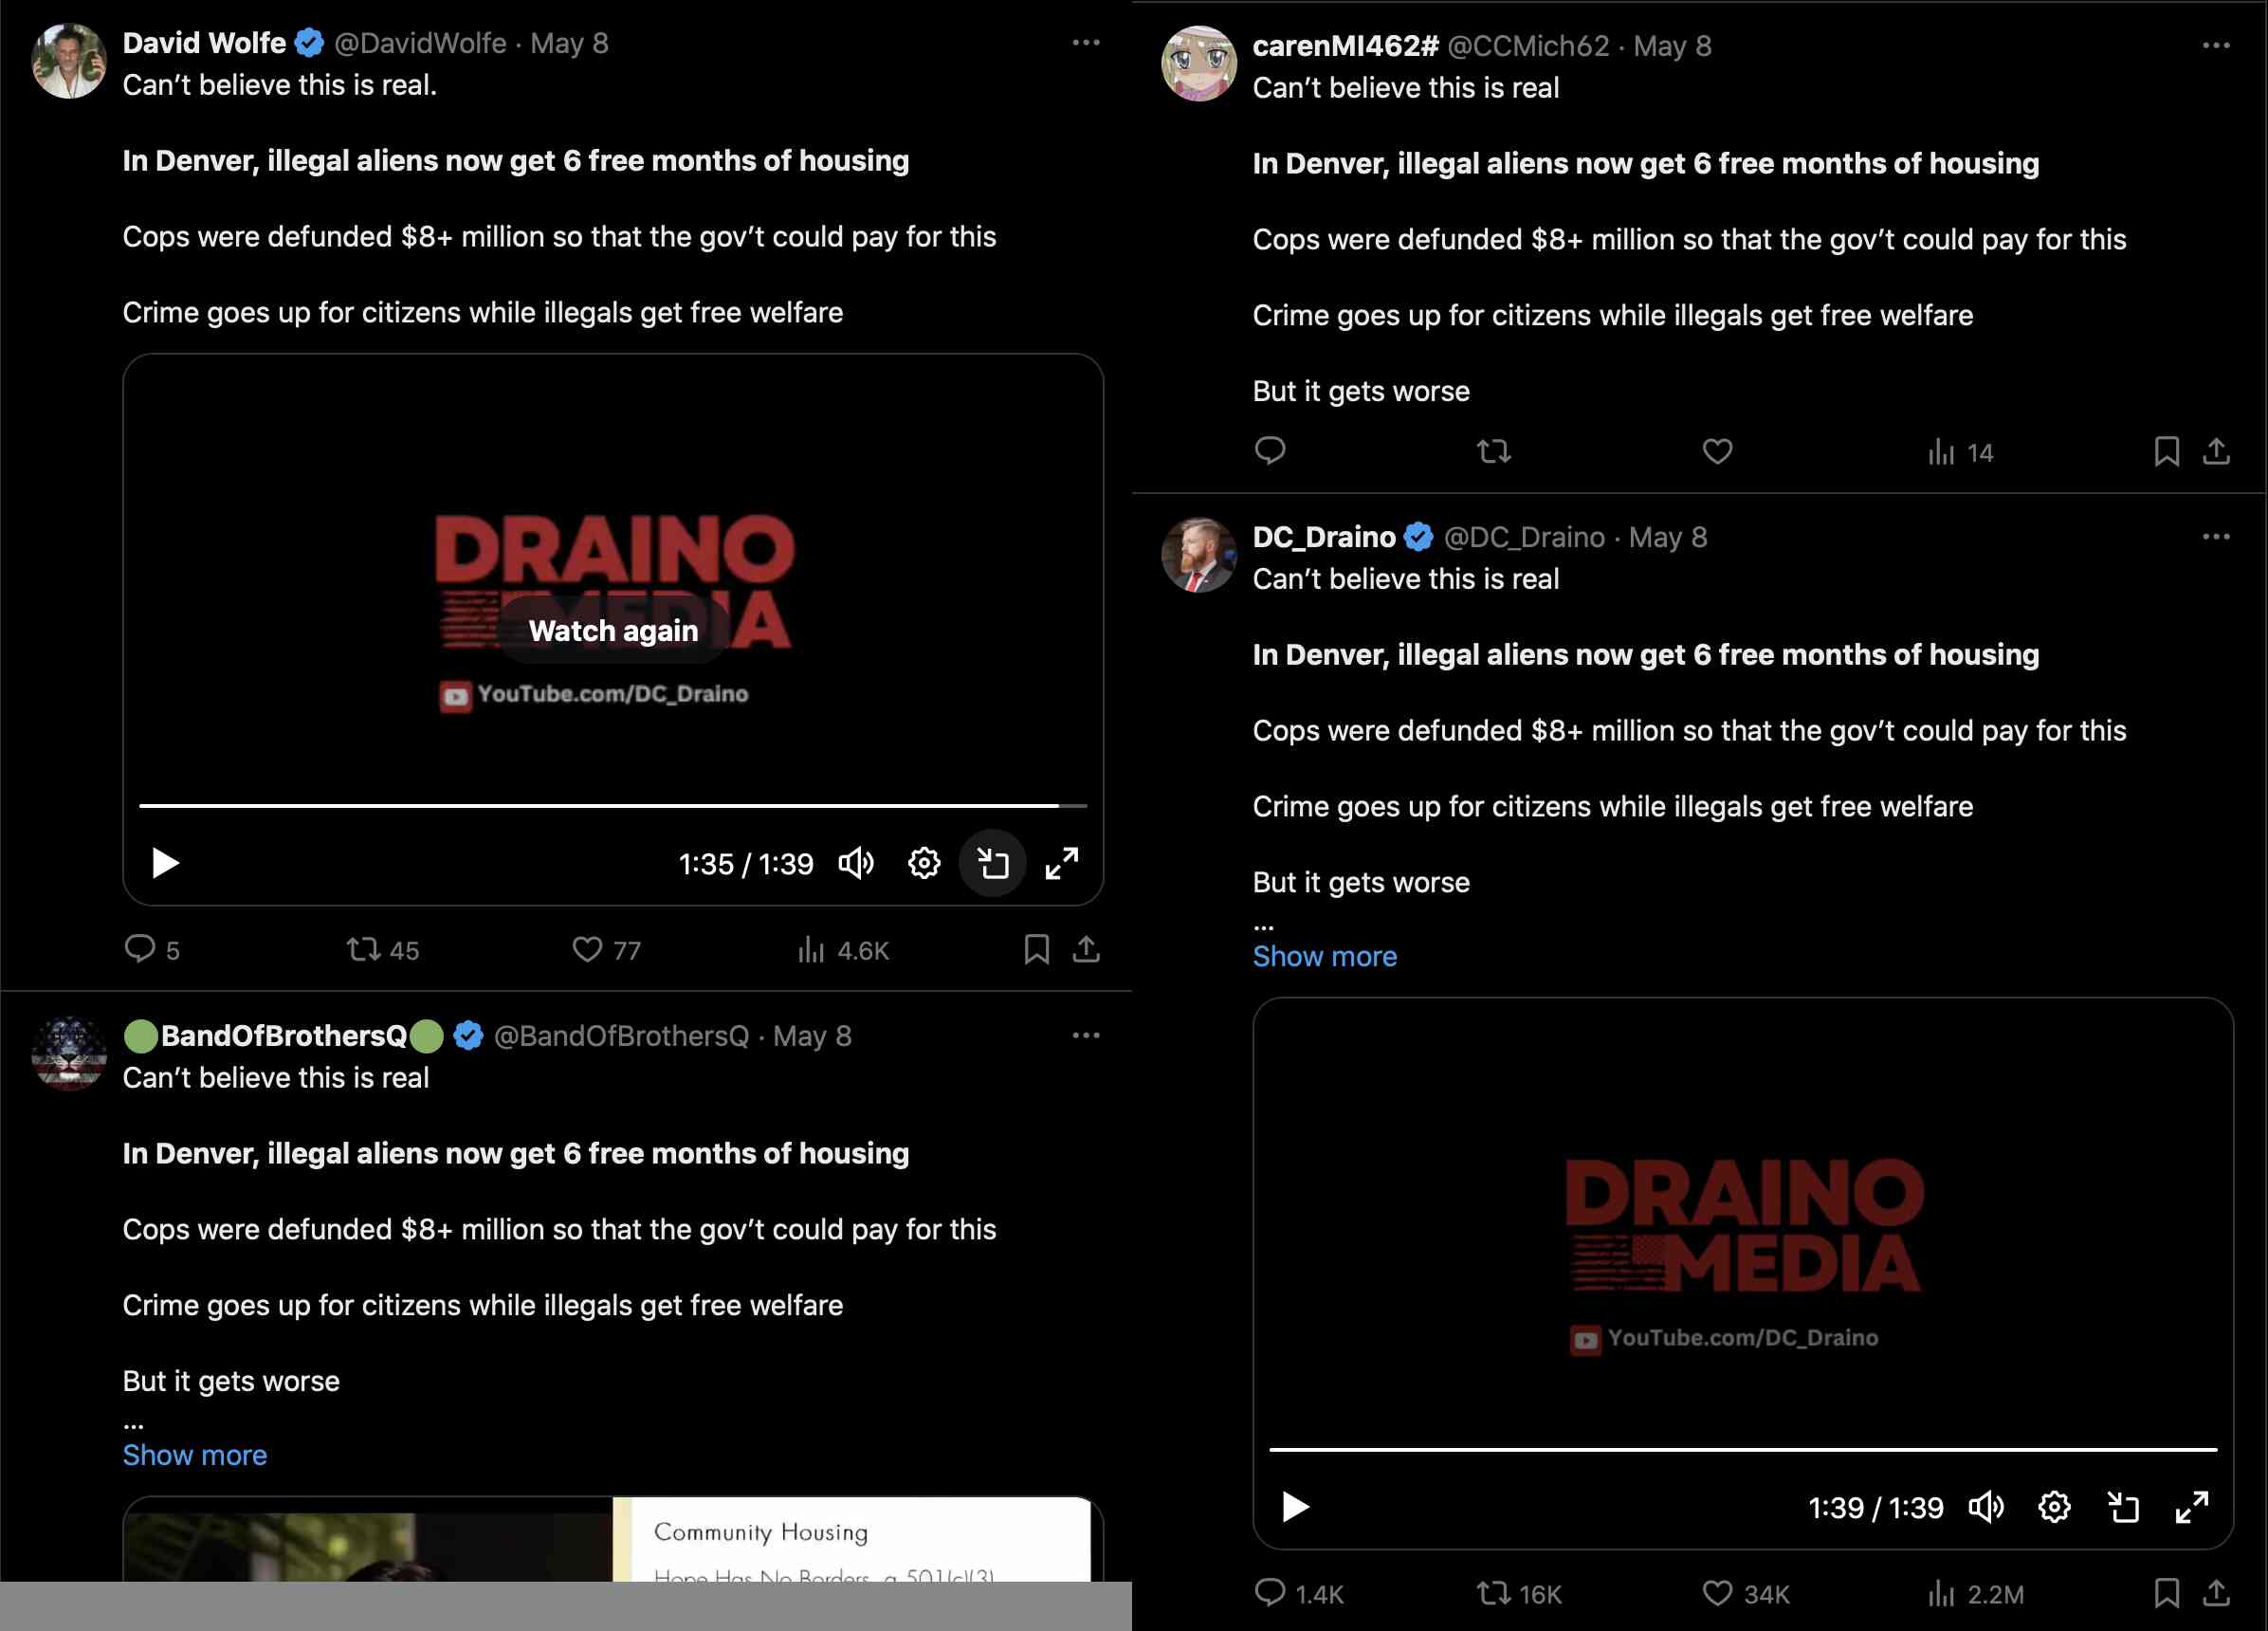 David Wolfe @DavidWolfe · May 8
Can’t believe this is real.
In Denver, illegal aliens now get 6 free months of housing
Cops were defunded $8+ million so that the gov’t could pay for this
Crime goes up for citizens while illegals get free welfare
DRAINO
MEDIA
Watch again
YouTube.com/DC_Draino
1:35 / 1:39
5 45 77 4.6K
BandOfBrothersQ @BandOfBrothersQ · May 8
Can’t believe this is real
In Denver, illegal aliens now get 6 free months of housing
Cops were defunded $8+ million so that the gov’t could pay for this
Crime goes up for citizens while illegals get free welfare
But it gets worse
...
Show more
Community Housing
Hope Has No Borders, a 501(c)(3)
carenMI462# @CCMich62 · May 8
Can’t believe this is real
In Denver, illegal aliens now get 6 free months of housing
Cops were defunded $8+ million so that the gov’t could pay for this
Crime goes up for citizens while illegals get free welfare
But it gets worse
14
DC_Draino @DC_Draino · May 8
Can’t believe this is real
In Denver, illegal aliens now get 6 free months of housing
Cops were defunded $8+ million so that the gov’t could pay for this
Crime goes up for citizens while illegals get free welfare
But it gets worse
...
Show more
DRAINO
MEDIA
YouTube.com/DC_Draino
1:39 / 1:39
1.4K 16K 34K 2.2M